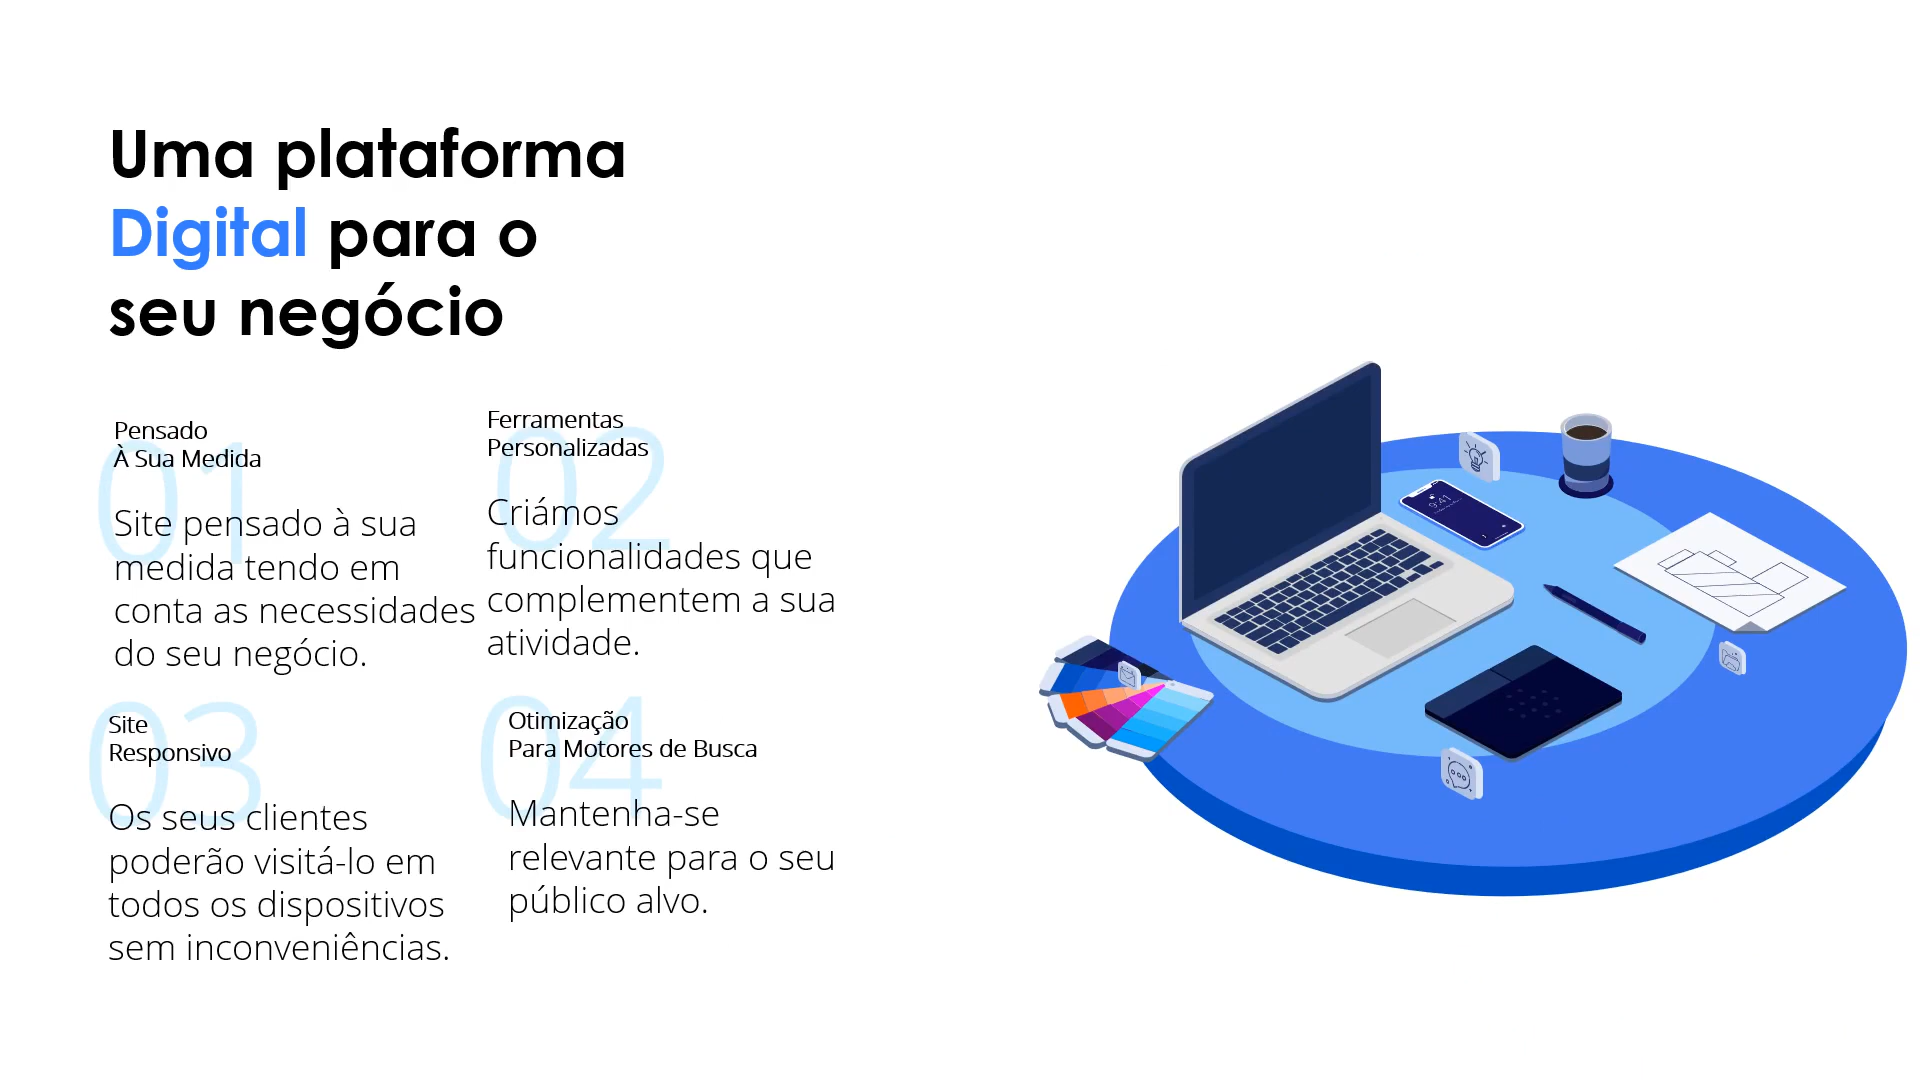 Uma plataforma
Digital para o
seu negócio
01
Pensado
À Sua Medida
Site pensado à sua
medida tendo em
conta as necessidades
do seu negócio.
02
Ferramentas
Personalizadas
Criámos
funcionalidades que
complementem a sua
atividade.
03
Site
Responsivo
Os seus clientes
poderão visitá-lo em
todos os dispositivos
sem inconveniências.
04
Otimização
Para Motores de Busca
Mantenha-se
relevante para o seu
público alvo.
9:41